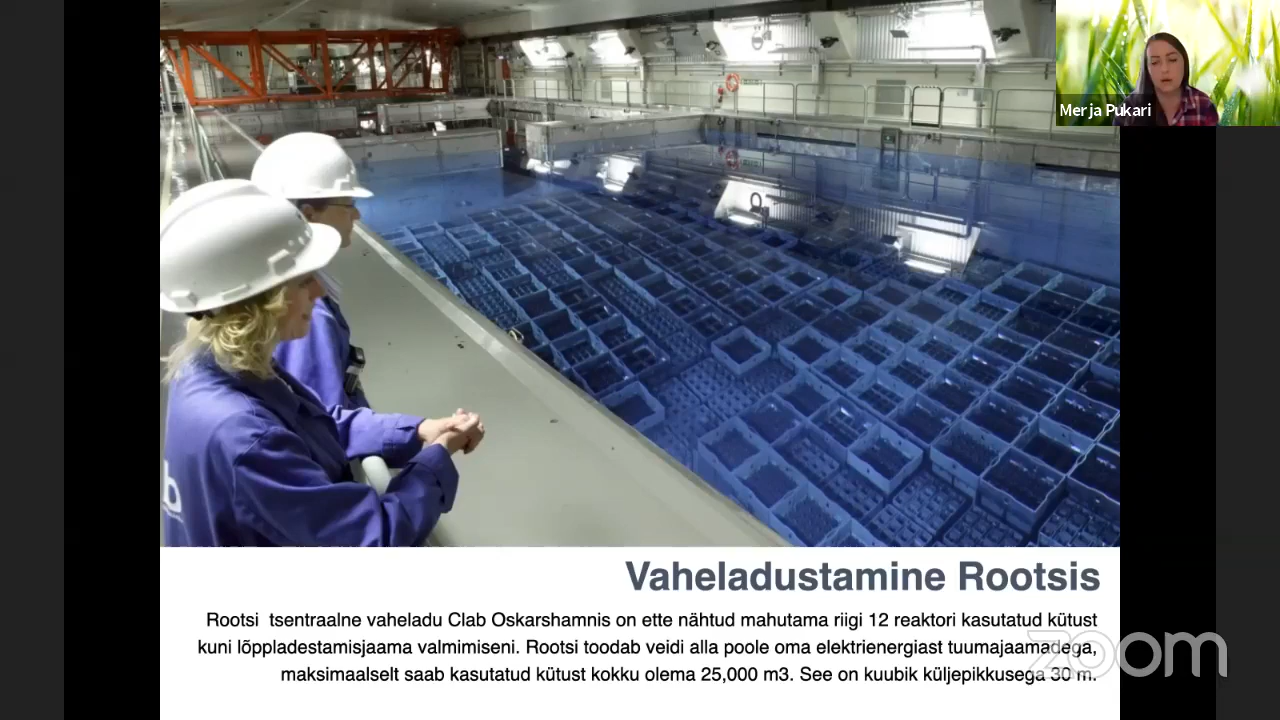 Merja Pukari
b
Vaheladustamine Rootsis
Rootsi tsentraalne vaheladu Clab Oskarshamnis on ette nähtud mahutama riigi 12 reaktori kasutatud kütust
kuni lõppladestamisjaama valmimiseni. Rootsi toodab veidi alla poole oma elektrienergiast tuumajaamadega,
maksimaalselt saab kasutatud kütust kokku olema 25,000 m3. See on kuubik küljepikkusega 30 m.
zoom